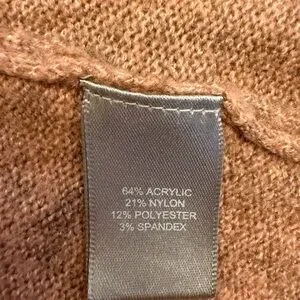 64% ACRYLIC
21% NYLON
12% POLYESTER
3% SPANDEX